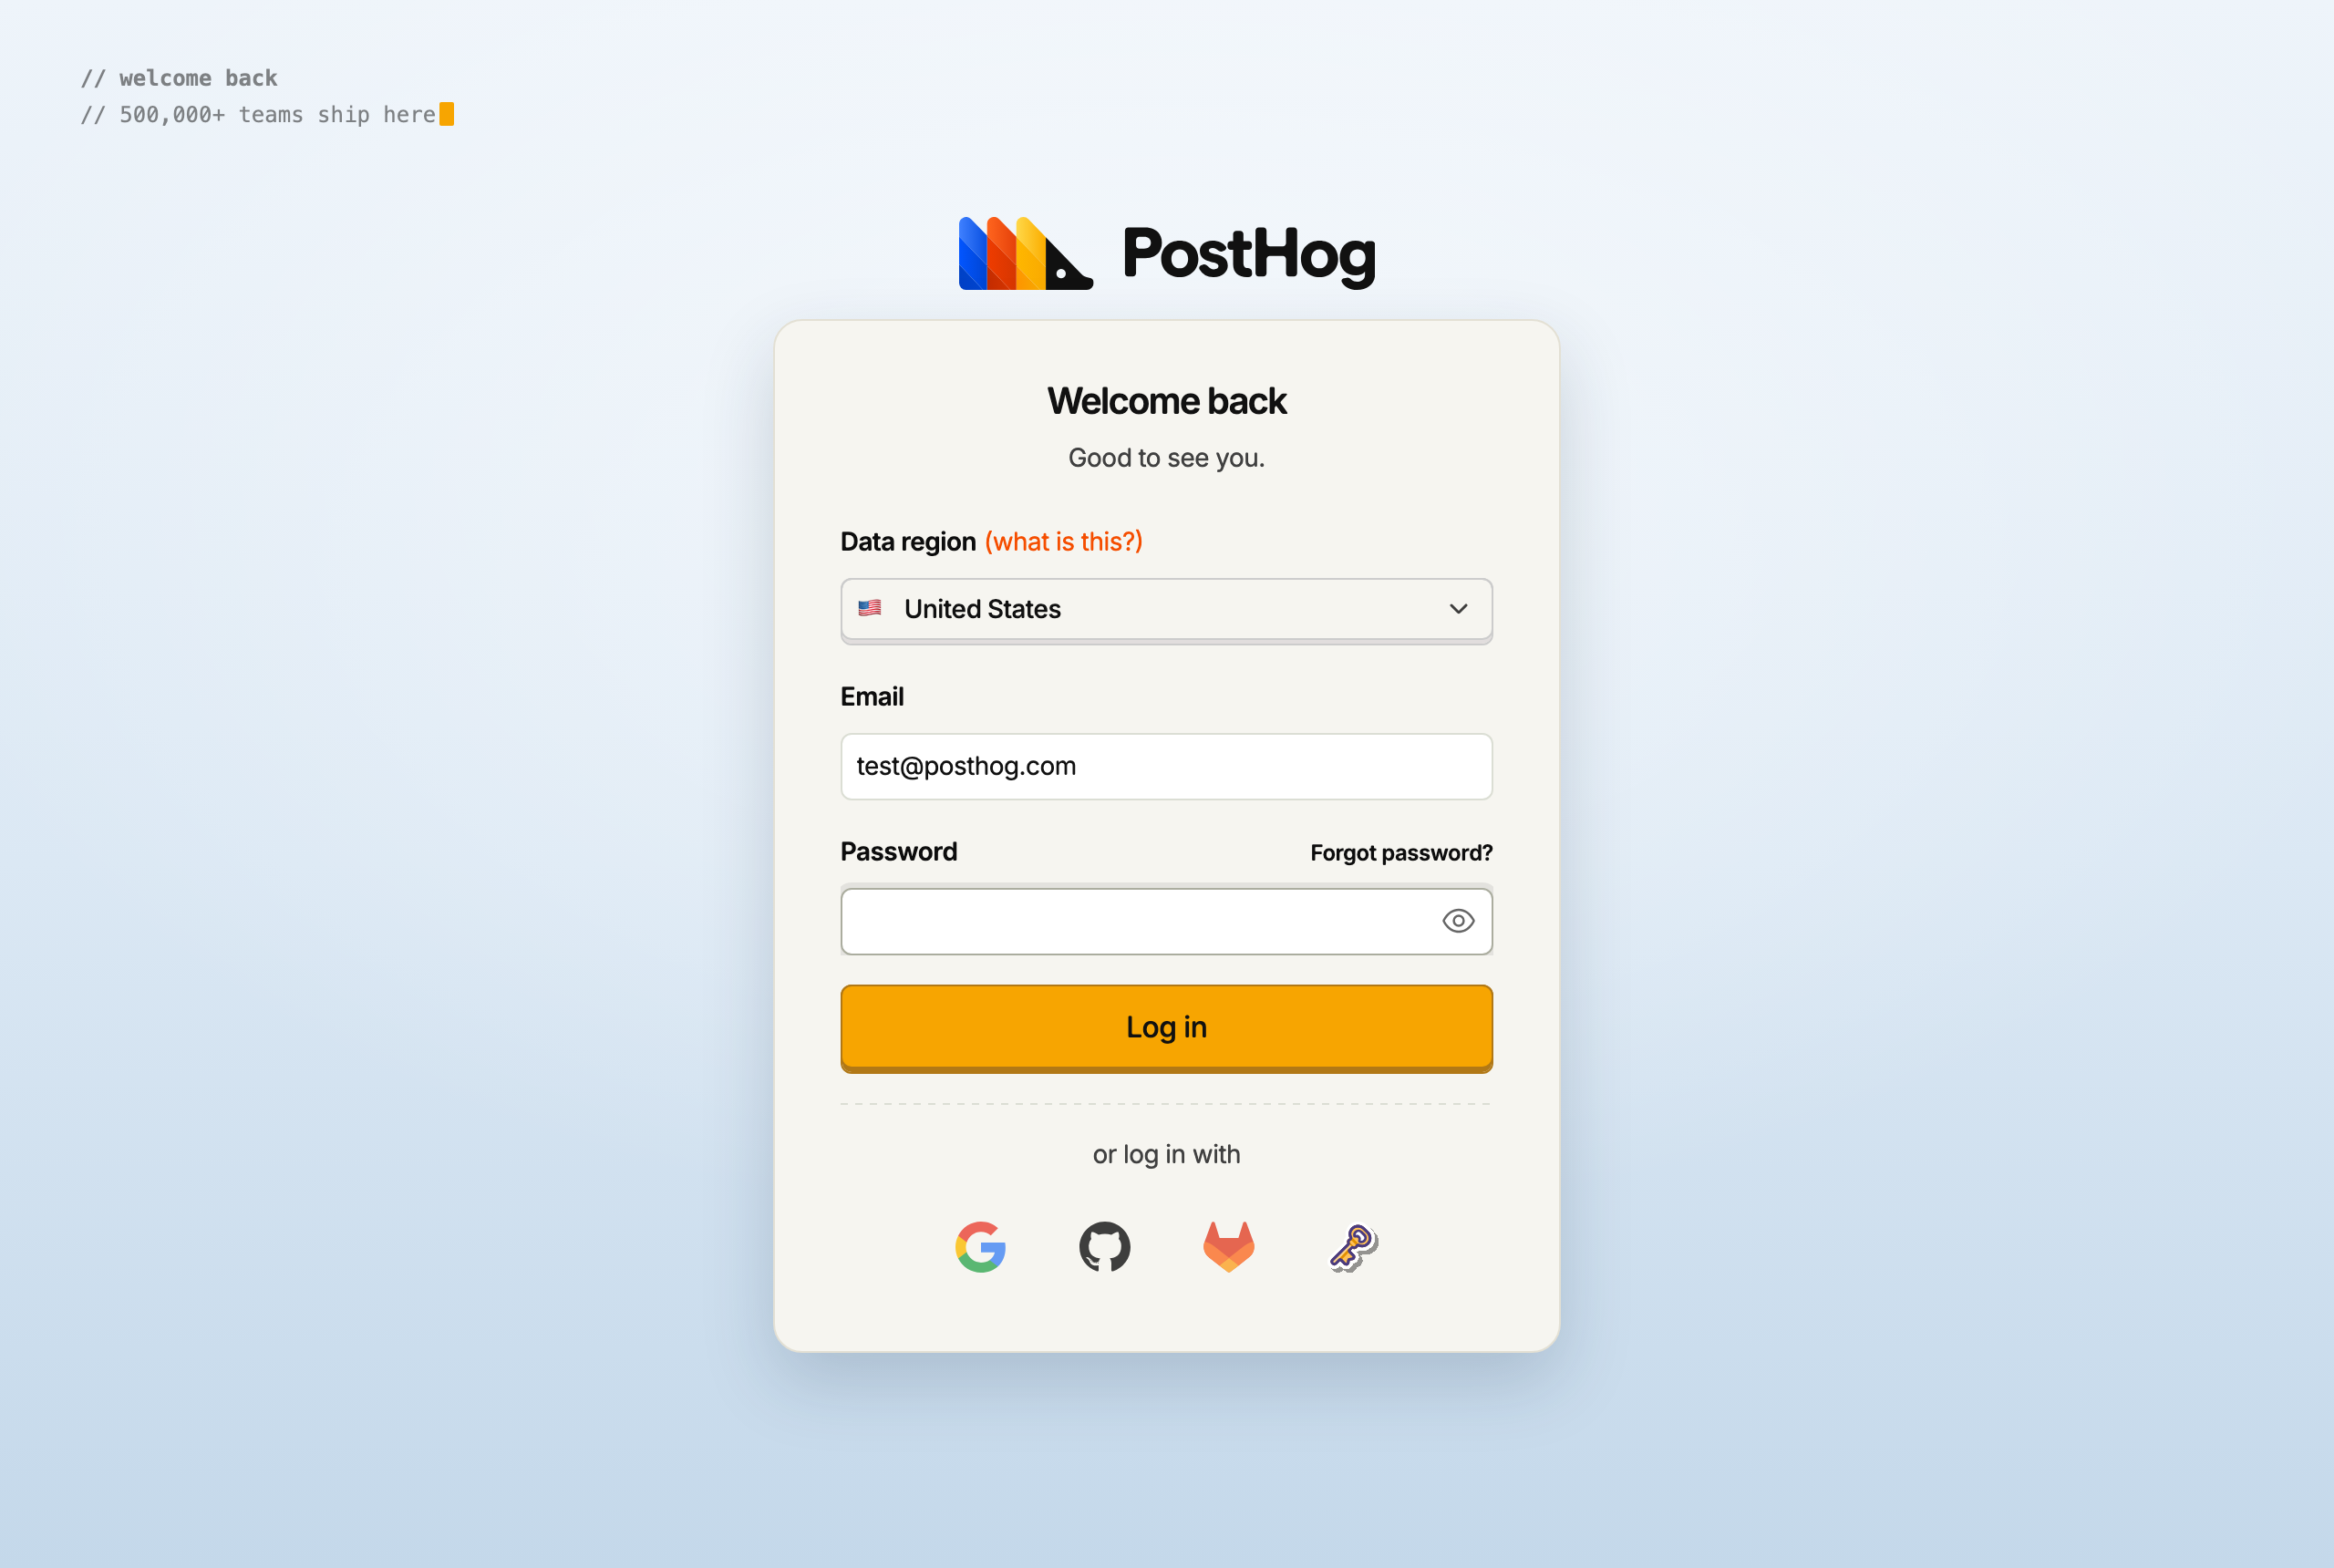 // welcome back
// 500,000+ teams ship here
PostHog
Welcome back
Good to see you.
Data region (what is this?)
United States
Email
test@posthog.com
Password Forgot password?
Log in
or log in with